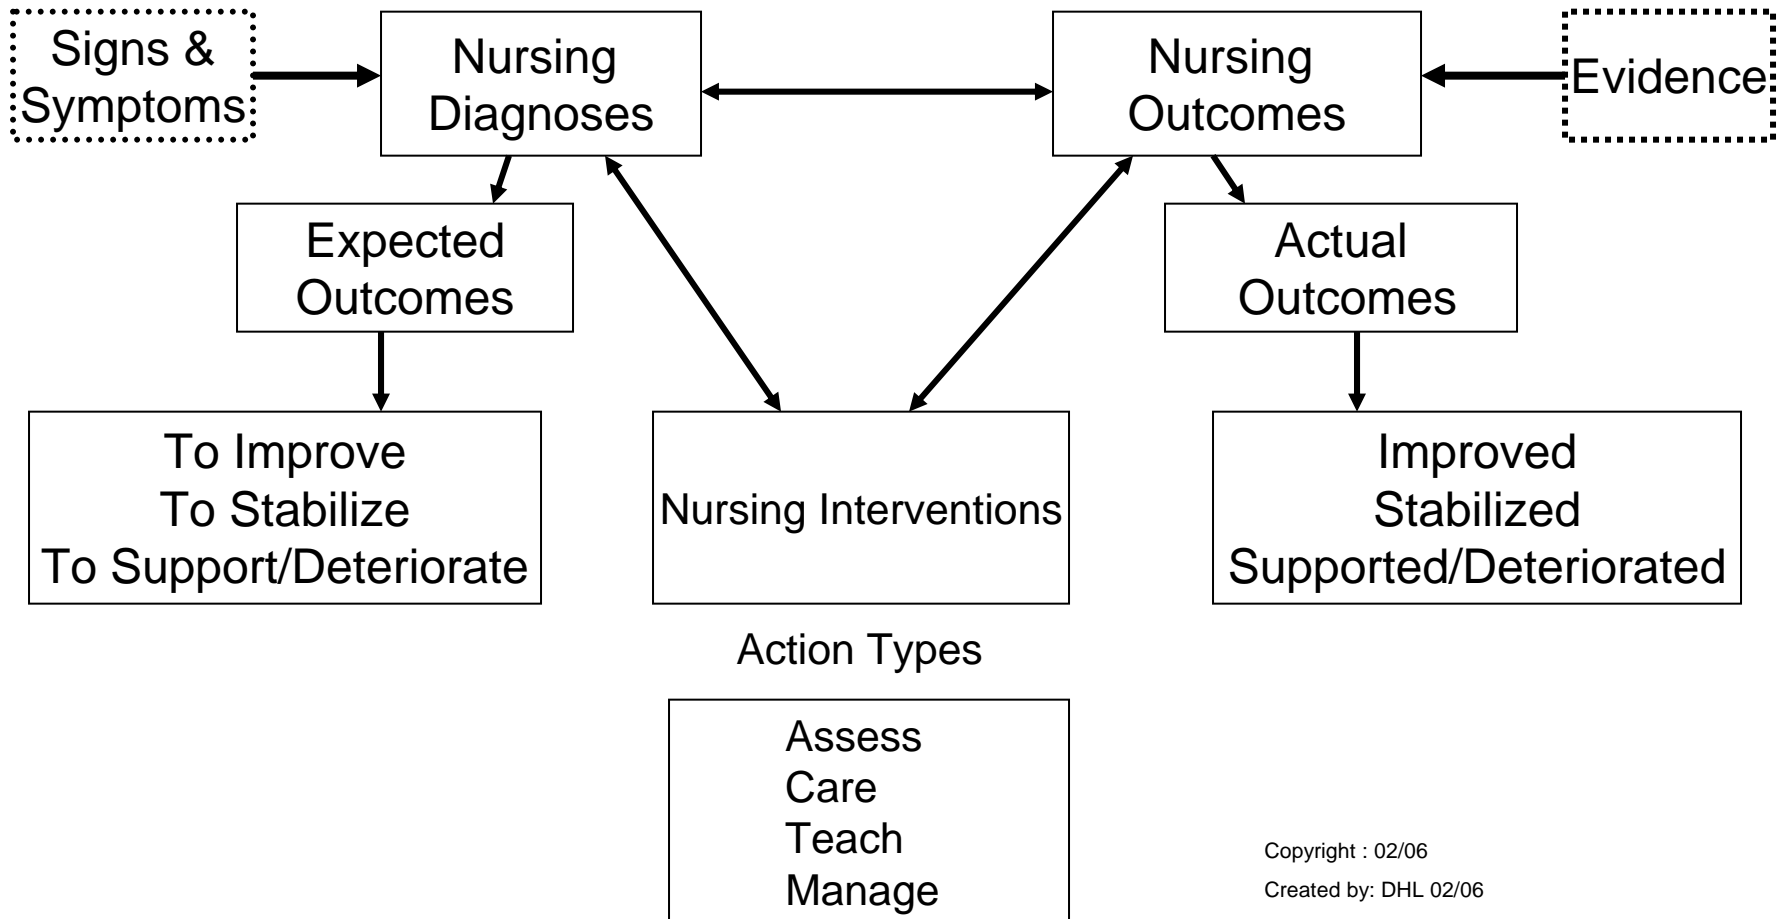 Signs &
Symptoms
Nursing
Diagnoses
Nursing
Outcomes
Evidence
Expected
Outcomes
Actual
Outcomes
To Improve
To Stabilize
To Support/Deteriorate
Nursing Interventions
Improved
Stabilized
Supported/Deteriorated
Action Types
Assess
Care
Teach
Manage
Copyright : 02/06
Created by: DHL 02/06